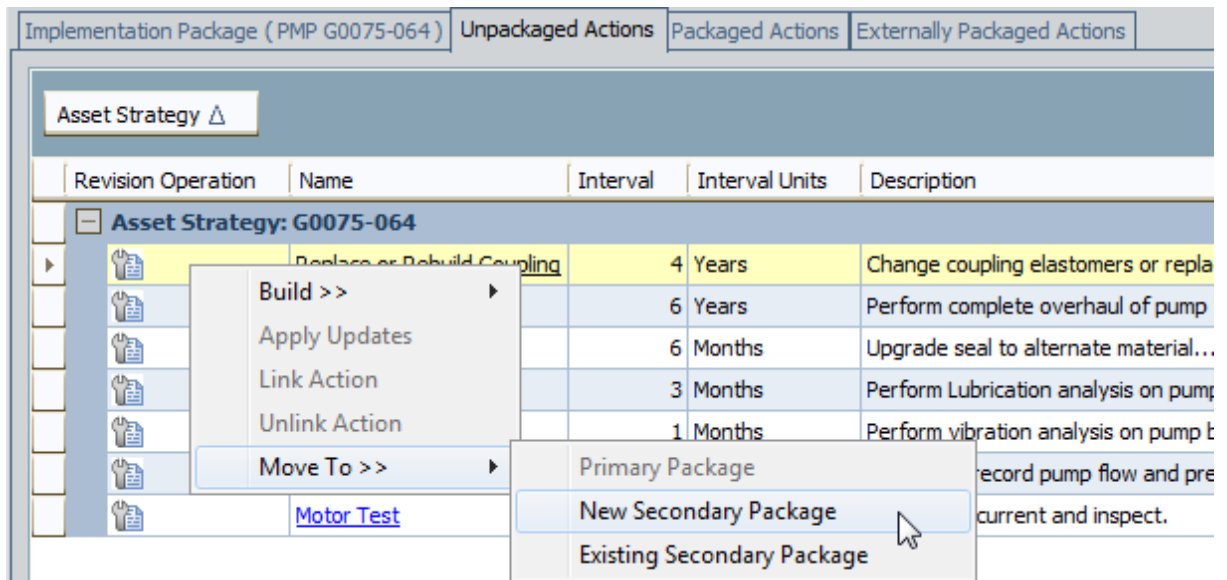 Implementation Package ( PMP G0075-064 ) Unpackaged Actions Packaged Actions Externally Packaged Actions
Asset Strategy Δ
Revision Operation Name Interval Interval Units Description
Asset Strategy: G0075-064
Replace or Rebuild Coupling 4 Years Change coupling elastomers or repla
Build >> 6 Years Perform complete overhaul of pump
Apply Updates 6 Months Upgrade seal to alternate material...
Link Action 3 Months Perform Lubrication analysis on pump
Unlink Action 1 Months Perform vibration analysis on pump b
Move To >> Primary Package record pump flow and pre
Motor Test New Secondary Package current and inspect.
Existing Secondary Package